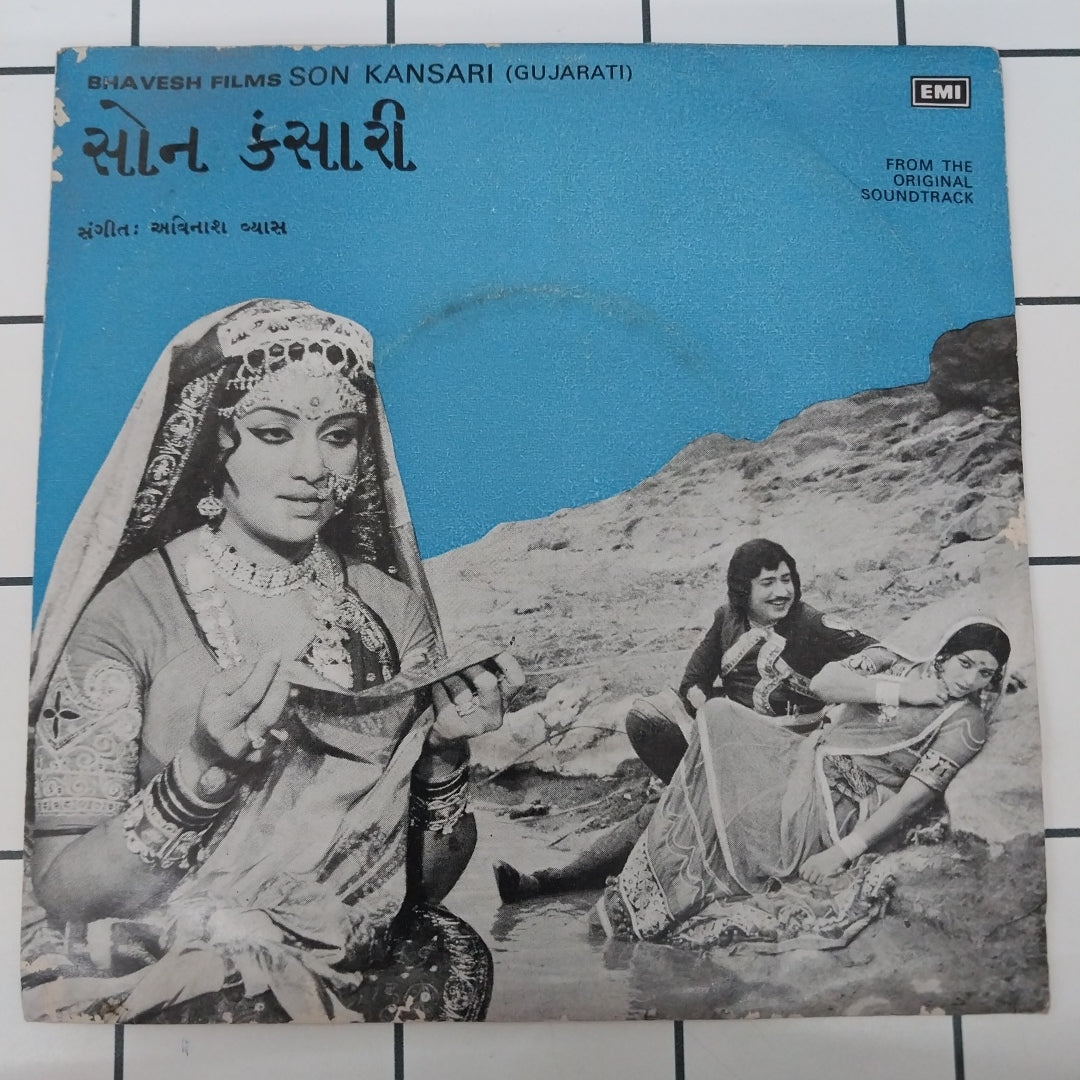 BHAVESH FILMS SON KANSARI (GUJARATI)
EMI
સોન કંસારી
FROM THE
ORIGINAL
SOUNDTRACK
સંગીત: અવિનાશ વ્યાસ